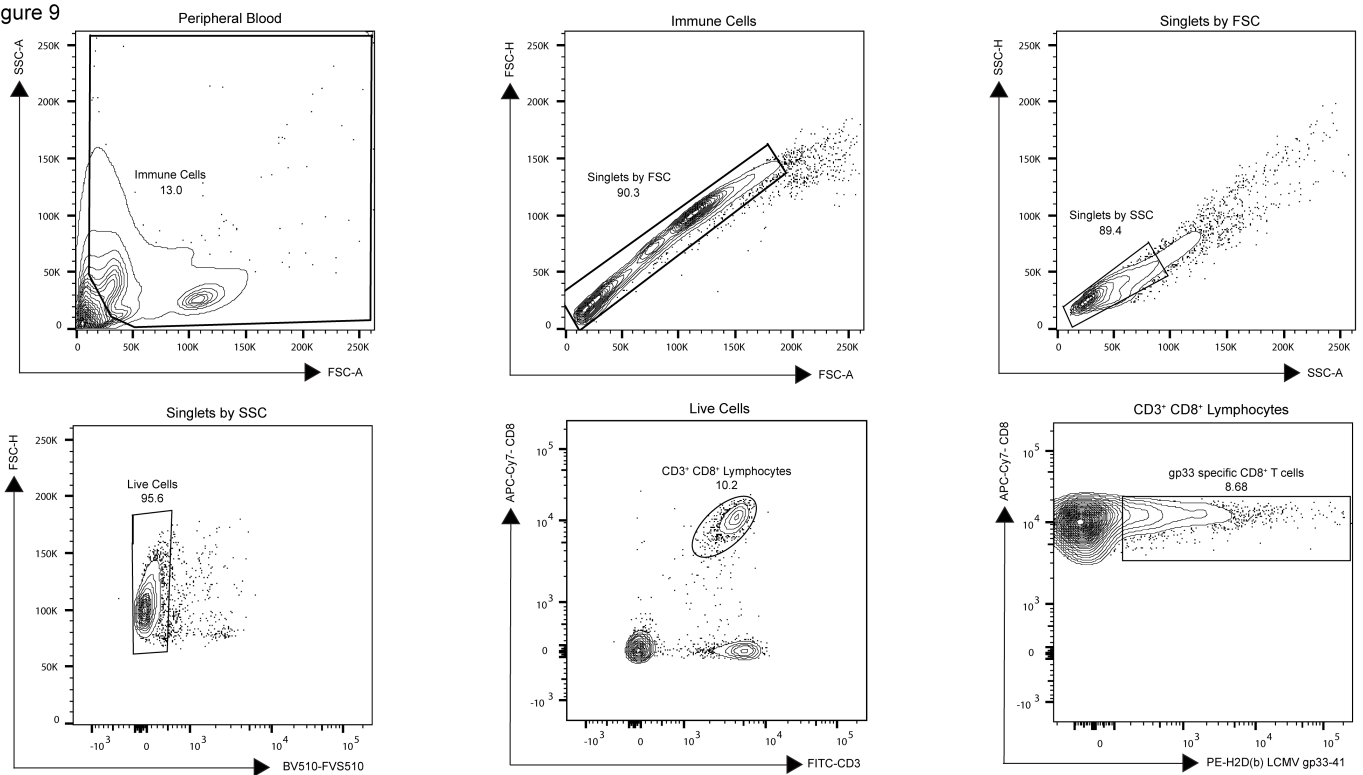 gure 9
Peripheral Blood
SSC-A
250K
200K
150K
100K
50K
0
Immune Cells
13.0
0 50K 100K 150K 200K 250K
FSC-A
Immune Cells
FSC-H
250K
200K
150K
100K
50K
0
Singlets by FSC
90.3
0 50K 100K 150K 200K 250K
FSC-A
Singlets by FSC
SSC-H
250K
200K
150K
100K
50K
0
Singlets by SSC
89.4
0 50K 100K 150K 200K 250K
SSC-A
Singlets by SSC
FSC-H
250K
200K
150K
100K
50K
0
Live Cells
95.6
-10³ 0 10³ 10⁴ 10⁵
BV510-FVS510
Live Cells
APC-Cy7- CD8
10⁵
10⁴
10³
0
-10³
CD3⁺ CD8⁺ Lymphocytes
10.2
-10³ 0 10³ 10⁴ 10⁵
FITC-CD3
CD3⁺ CD8⁺ Lymphocytes
APC-Cy7- CD8
10⁵
10⁴
10³
0
-10³
gp33 specific CD8⁺ T cells
8.68
0 10³ 10⁴ 10⁵
PE-H2D(b) LCMV gp33-41